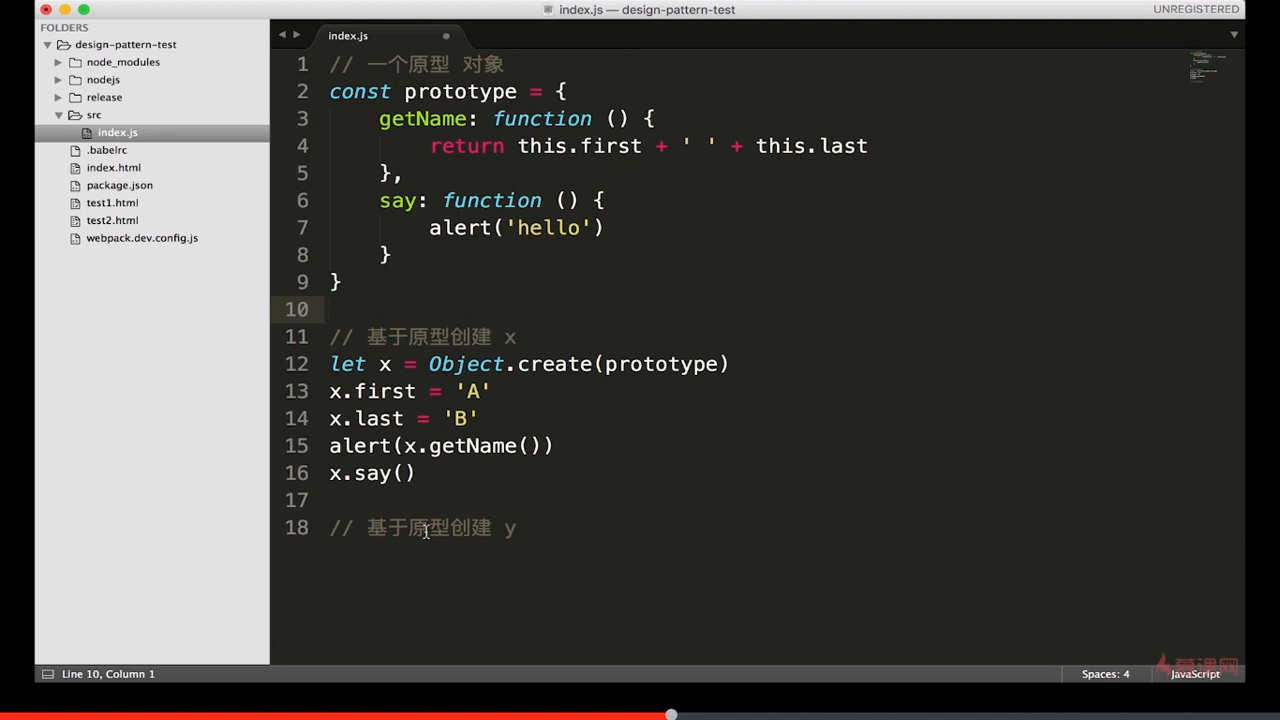 index.js — design-pattern-test
UNREGISTERED
FOLDERS
design-pattern-test
node_modules
nodejs
release
src
index.js
.babelrc
index.html
package.json
test1.html
test2.html
webpack.dev.config.js
index.js
1 // 一个原型 对象
2 const prototype = {
3 getName: function () {
4 return this.first + ' ' + this.last
5 },
6 say: function () {
7 alert('hello')
8 }
9 }
10
11 // 基于原型创建 x
12 let x = Object.create(prototype)
13 x.first = 'A'
14 x.last = 'B'
15 alert(x.getName())
16 x.say()
17
18 // 基于原型创建 y
Line 10, Column 1
Spaces: 4
JavaScript
慕课网